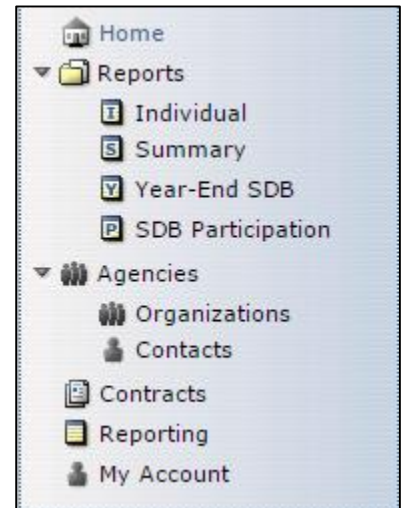 Home
Reports
I Individual
S Summary
Y Year-End SDB
P SDB Participation
Agencies
Organizations
Contacts
Contracts
Reporting
My Account